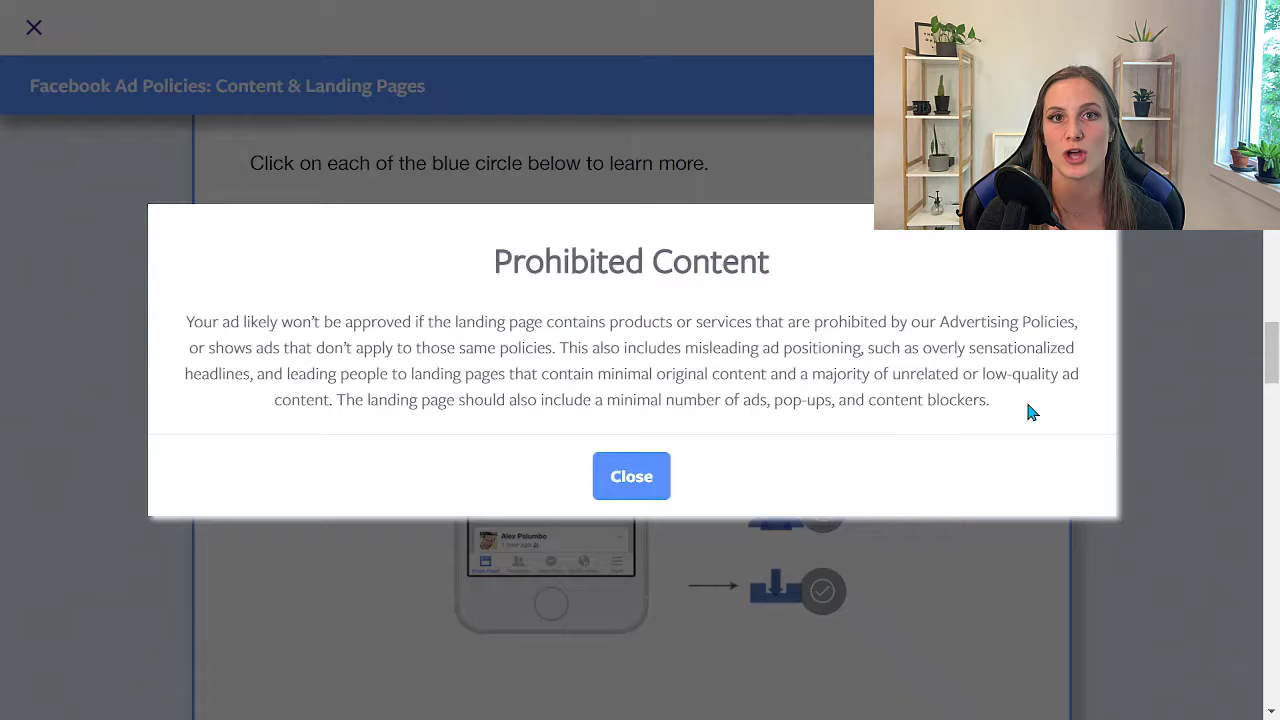 Facebook Ad Policies: Content & Landing Pages
Click on each of the blue circle below to learn more.
Prohibited Content
Your ad likely won't be approved if the landing page contains products or services that are prohibited by our Advertising Policies,
or shows ads that don't apply to those same policies. This also includes misleading ad positioning, such as overly sensationalized
headlines, and leading people to landing pages that contain minimal original content and a majority of unrelated or low-quality ad
content. The landing page should also include a minimal number of ads, pop-ups, and content blockers.
Close
Alex Palumbo